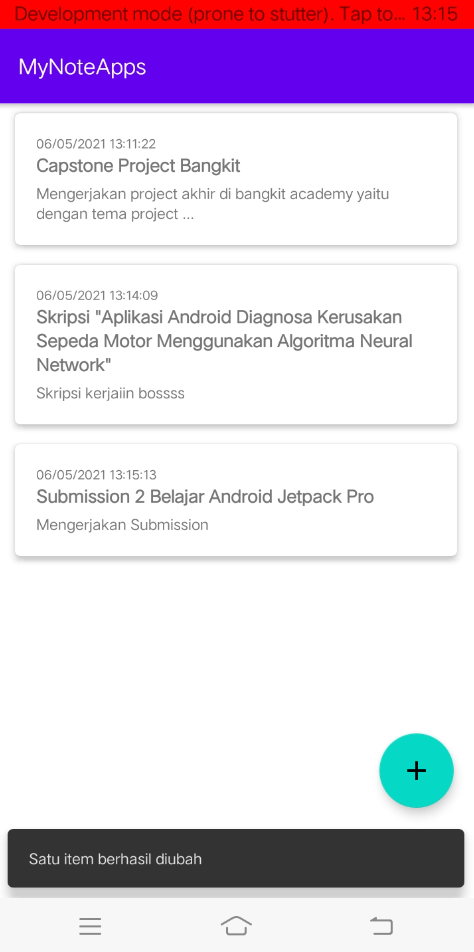 Development mode (prone to stutter). Tap to... 13:15
MyNoteApps
06/05/2021 13:11:22
Capstone Project Bangkit
Mengerjakan project akhir di bangkit academy yaitu
dengan tema project ...
06/05/2021 13:14:09
Skripsi "Aplikasi Android Diagnosa Kerusakan
Sepeda Motor Menggunakan Algoritma Neural
Network"
Skripsi kerjaiin bossss
06/05/2021 13:15:13
Submission 2 Belajar Android Jetpack Pro
Mengerjakan Submission
+
Satu item berhasil diubah